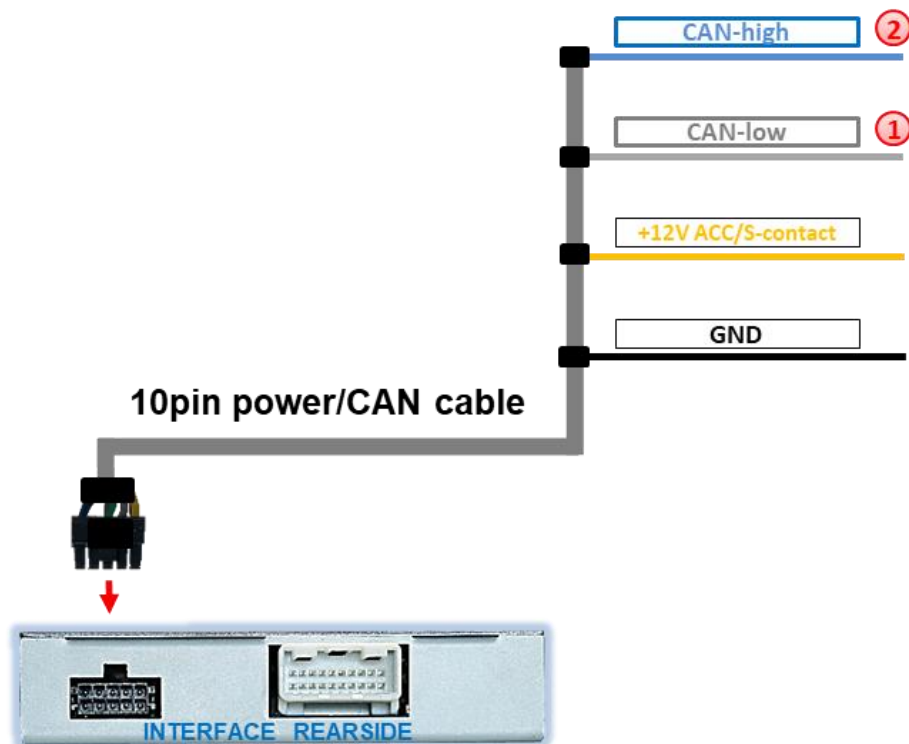 CAN-high 2
CAN-low 1
+12V ACC/S-contact
GND
10pin power/CAN cable
INTERFACE REARSIDE